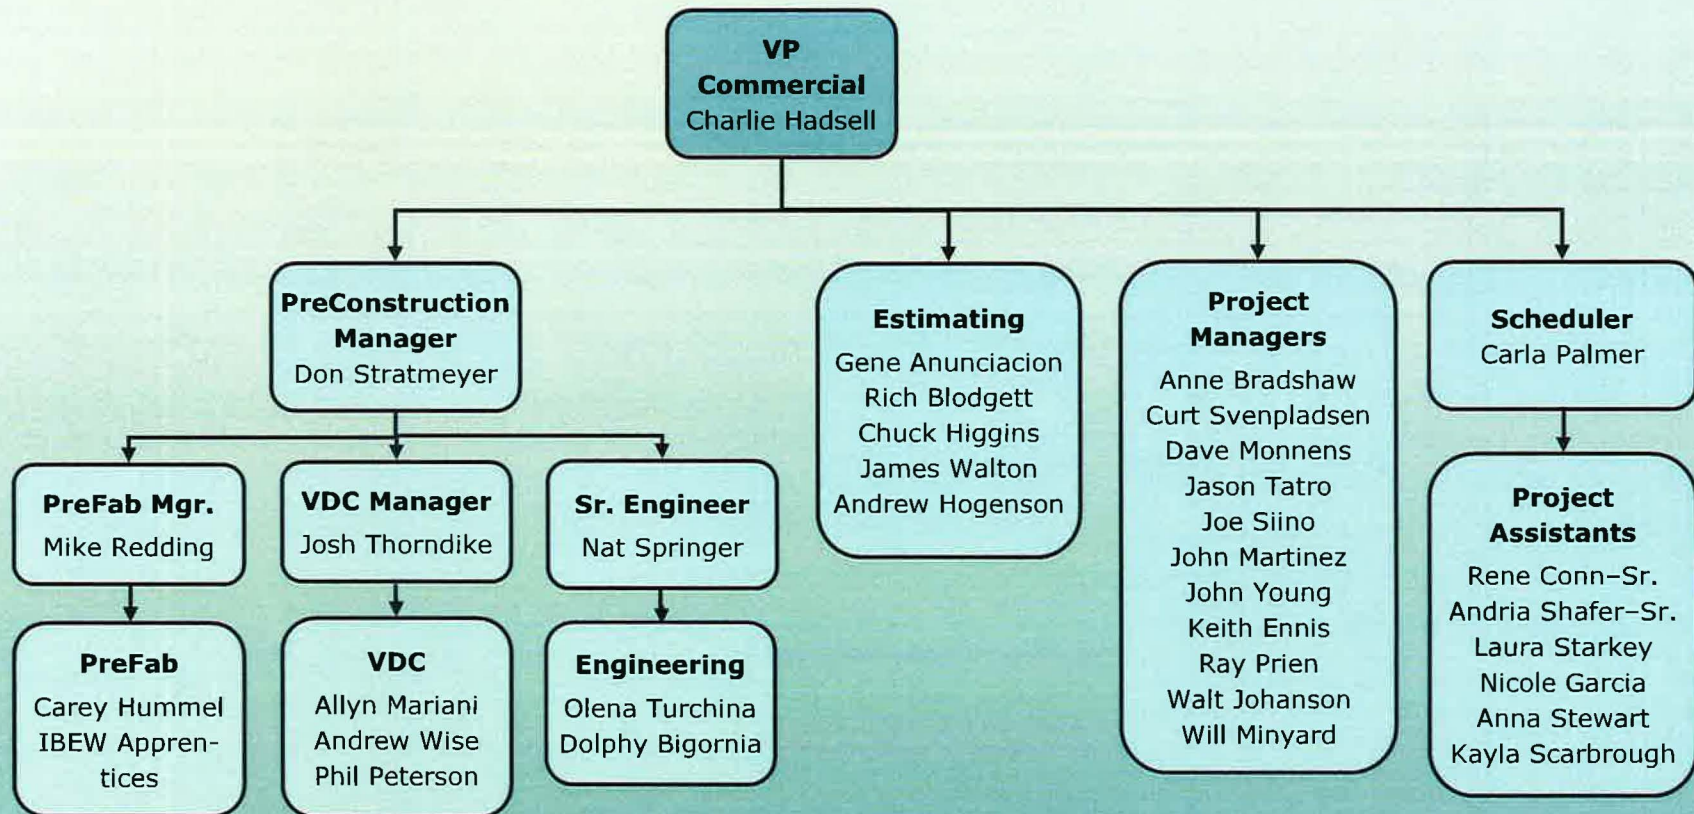 VP
Commercial
Charlie Hadsell
PreConstruction
Manager
Don Stratmeyer
Estimating
Gene Anunciacion
Rich Blodgett
Chuck Higgins
James Walton
Andrew Hogenson
Project
Managers
Anne Bradshaw
Curt Svenpladsen
Dave Monnens
Jason Tatro
Joe Siino
John Martinez
John Young
Keith Ennis
Ray Prien
Walt Johanson
Will Minyard
Scheduler
Carla Palmer
PreFab Mgr.
Mike Redding
VDC Manager
Josh Thorndike
Sr. Engineer
Nat Springer
Project
Assistants
Rene Conn–Sr.
Andria Shafer–Sr.
Laura Starkey
Nicole Garcia
Anna Stewart
Kayla Scarbrough
PreFab
Carey Hummel
IBEW Appren-
tices
VDC
Allyn Mariani
Andrew Wise
Phil Peterson
Engineering
Olena Turchina
Dolphy Bigornia